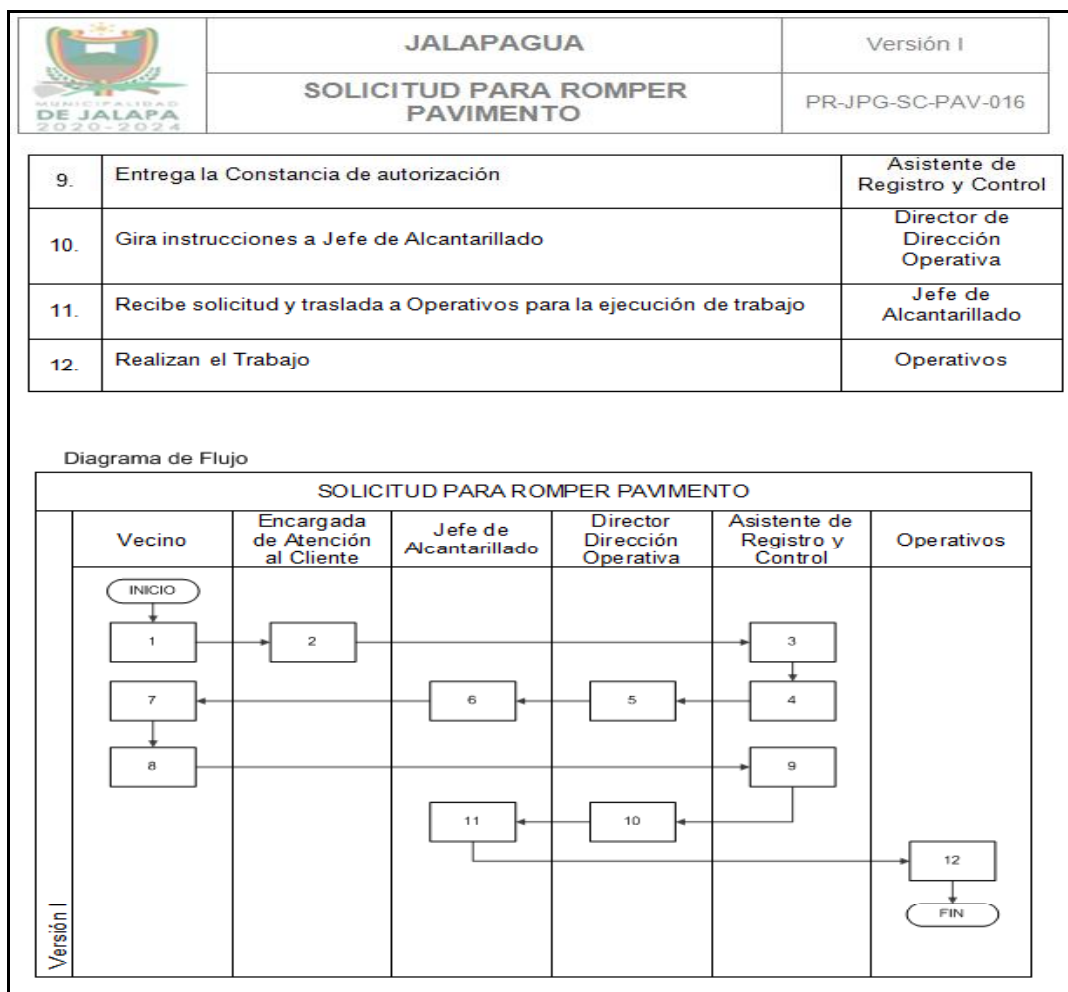 MUNICIPALIDAD
DE JALAPA
2020-2024
JALAPAGUA
Versión I
SOLICITUD PARA ROMPER
PAVIMENTO
PR-JPG-SC-PAV-016
9.
Entrega la Constancia de autorización
Asistente de
Registro y Control
10.
Gira instrucciones a Jefe de Alcantarillado
Director de
Dirección
Operativa
11.
Recibe solicitud y traslada a Operativos para la ejecución de trabajo
Jefe de
Alcantarillado
12.
Realizan el Trabajo
Operativos
Diagrama de Flujo
SOLICITUD PARA ROMPER PAVIMENTO
Vecino
Encargada
de Atención
al Cliente
Jefe de
Alcantarillado
Director
Dirección
Operativa
Asistente de
Registro y
Control
Operativos
INICIO
1
2
3
7
6
5
4
8
9
11
10
12
FIN
Versión I